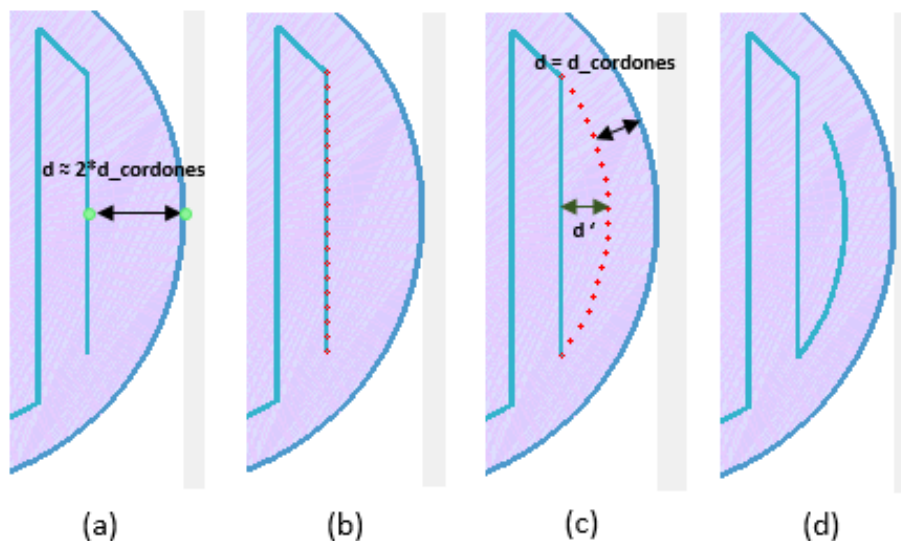 d ≈ 2*d_cordones
d = d_cordones
d ‘
(a)
(b)
(c)
(d)